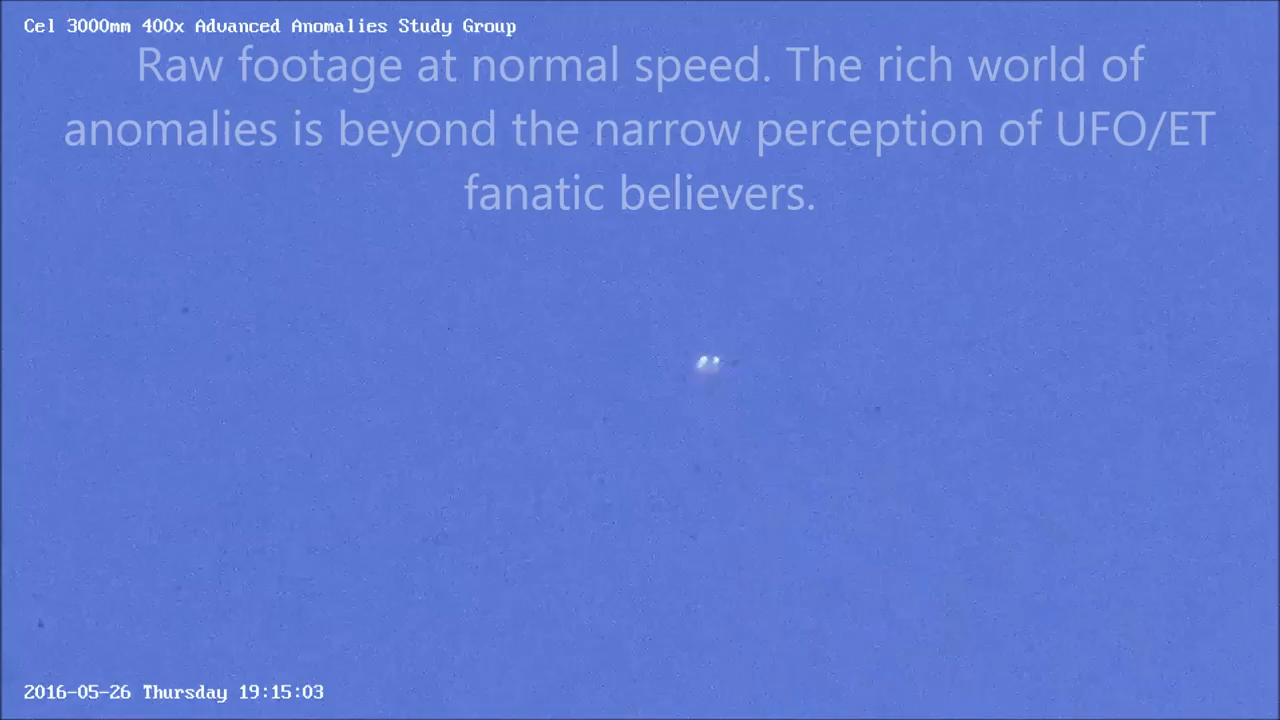 Cel 3000mm 400x Advanced Anomalies Study Group
Raw footage at normal speed. The rich world of
anomalies is beyond the narrow perception of UFO/ET
fanatic believers.
2016-05-26 Thursday 19:15:03